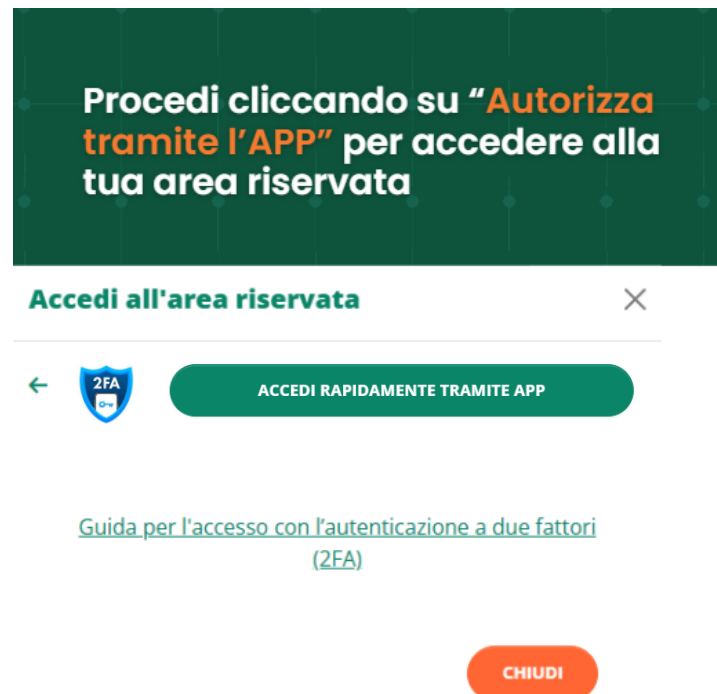 Procedi cliccando su “Autorizza
tramite l’APP” per accedere alla
tua area riservata
Accedi all'area riservata
2FA
ACCEDI RAPIDAMENTE TRAMITE APP
Guida per l'accesso con l’autenticazione a due fattori
(2FA)
CHIUDI